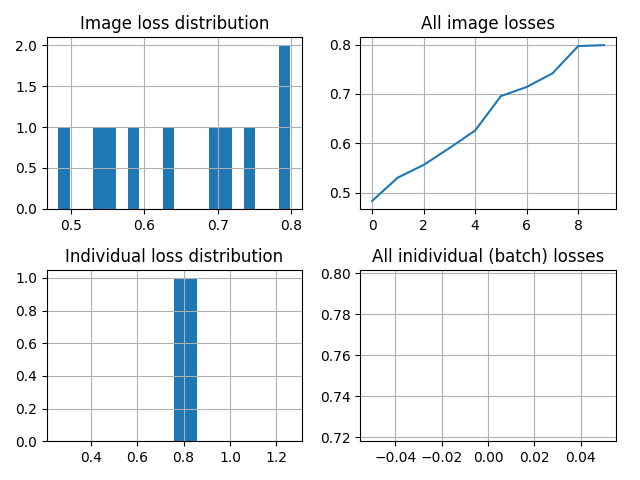 Image loss distribution
2.0
1.5
1.0
0.5
0.0
0.5 0.6 0.7 0.8
All image losses
0.8
0.7
0.6
0.5
0 2 4 6 8
Individual loss distribution
1.0
0.8
0.6
0.4
0.2
0.0
0.4 0.6 0.8 1.0 1.2
All inidividual (batch) losses
0.80
0.78
0.76
0.74
0.72
−0.04 −0.02 0.00 0.02 0.04